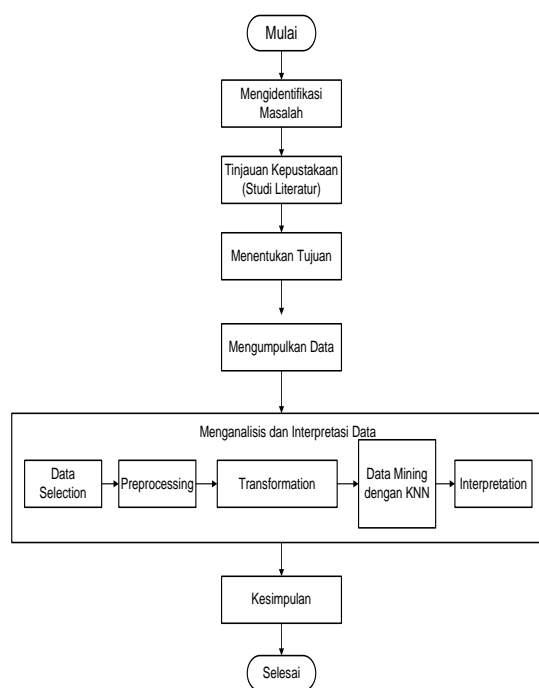 Mulai
Mengidentifikasi
Masalah
Tinjauan Kepustakaan
(Studi Literatur)
Menentukan Tujuan
Mengumpulkan Data
Menganalisis dan Interpretasi Data
Data
Selection
Preprocessing
Transformation
Data Mining
dengan KNN
Interpretation
Kesimpulan
Selesai